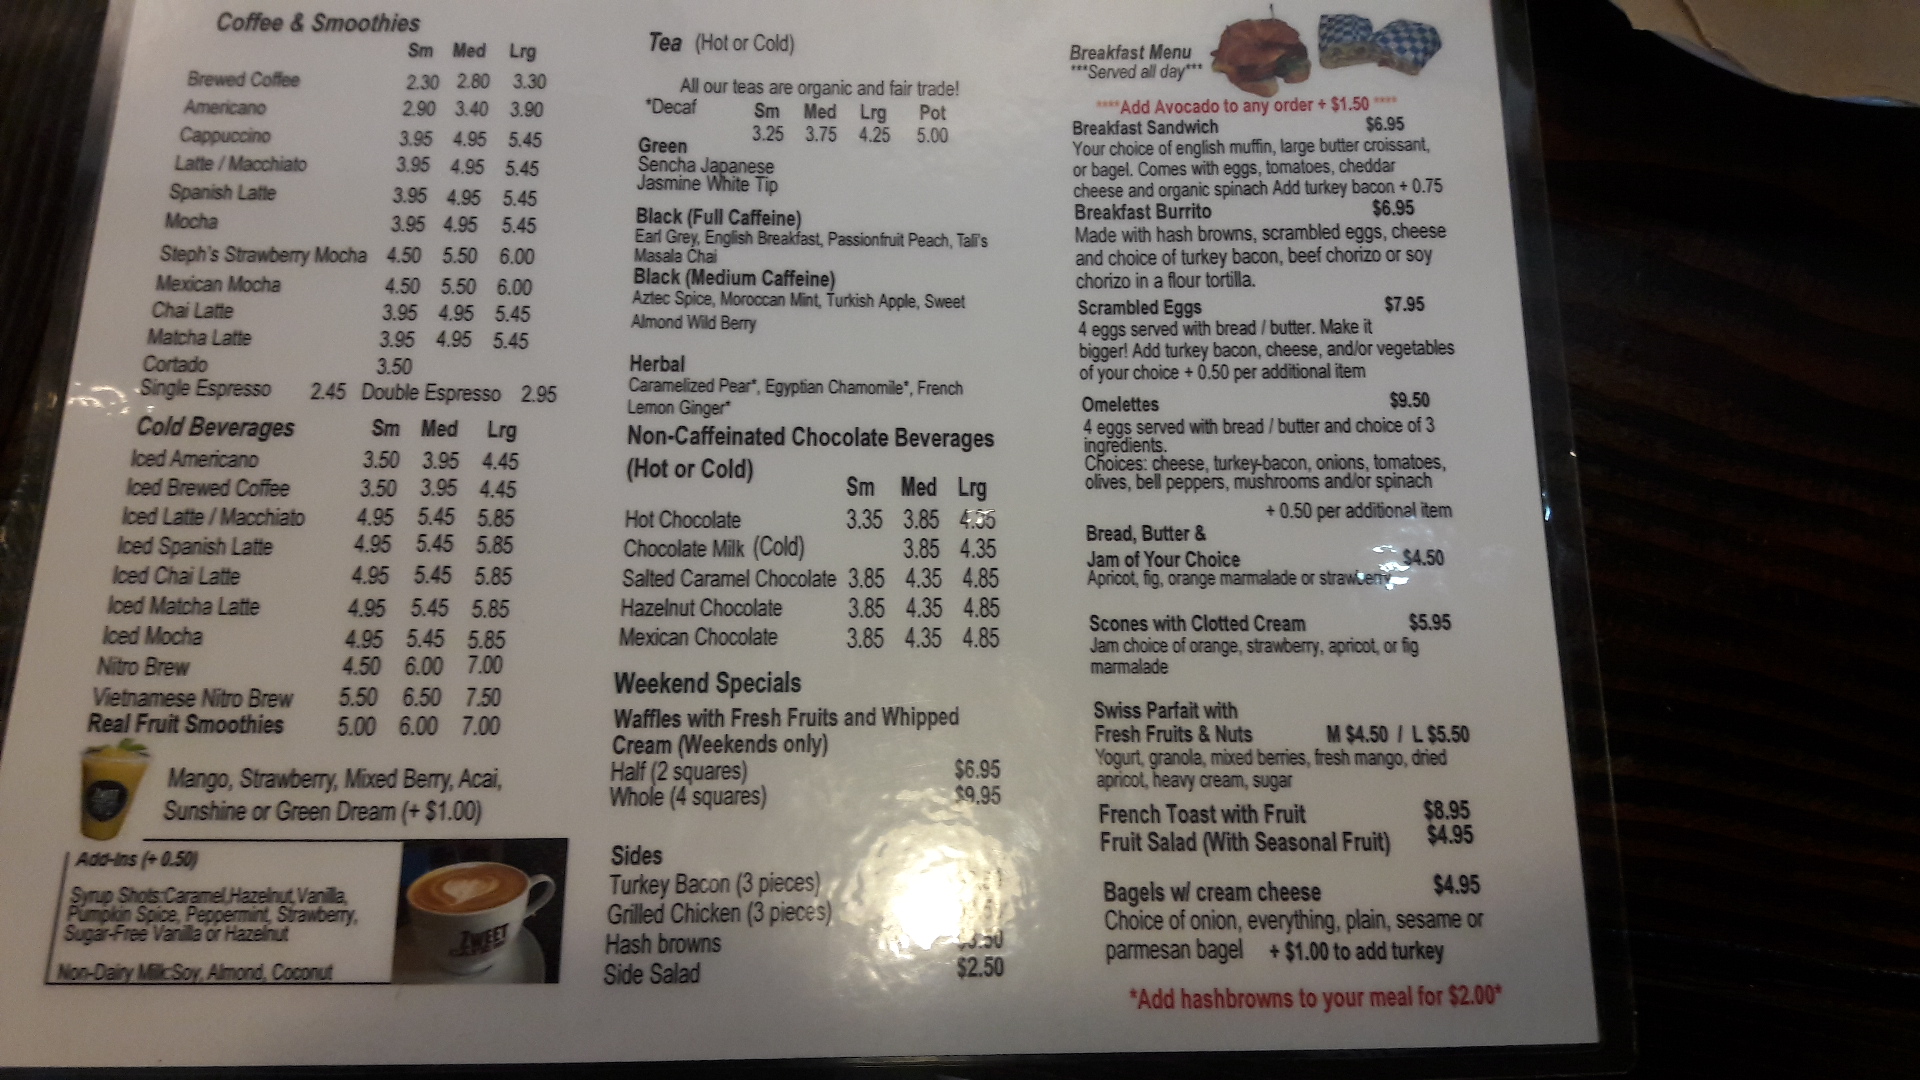 Coffee & Smoothies
Sm Med Lrg
Brewed Coffee 2.30 2.80 3.30
Americano 2.90 3.40 3.90
Cappuccino 3.95 4.95 5.45
Latte / Macchiato 3.95 4.95 5.45
Spanish Latte 3.95 4.95 5.45
Mocha 3.95 4.95 5.45
Steph's Strawberry Mocha 4.50 5.50 6.00
Mexican Mocha 4.50 5.50 6.00
Chai Latte 3.95 4.95 5.45
Matcha Latte 3.95 4.95 5.45
Cortado 3.50
Single Espresso 2.45 Double Espresso 2.95
Cold Beverages Sm Med Lrg
Iced Americano 3.50 3.95 4.45
Iced Brewed Coffee 3.50 3.95 4.45
Iced Latte / Macchiato 4.95 5.45 5.85
Iced Spanish Latte 4.95 5.45 5.85
Iced Chai Latte 4.95 5.45 5.85
Iced Matcha Latte 4.95 5.45 5.85
Iced Mocha 4.95 5.45 5.85
Nitro Brew 4.50 6.00 7.00
Vietnamese Nitro Brew 5.50 6.50 7.50
Real Fruit Smoothies 5.00 6.00 7.00
Mango, Strawberry, Mixed Berry, Acai,
Sunshine or Green Dream (+ $1.00)
Add-Ins (+ 0.50)
Syrup Shots:Caramel,Hazelnut,Vanilla,
Pumpkin Spice, Peppermint, Strawberry,
Sugar-Free Vanilla or Hazelnut
Non-Dairy Milk:Soy, Almond, Coconut
ZWEET
Tea (Hot or Cold)
All our teas are organic and fair trade!
*Decaf Sm Med Lrg Pot
3.25 3.75 4.25 5.00
Green
Sencha Japanese
Jasmine White Tip
Black (Full Caffeine)
Earl Grey, English Breakfast, Passionfruit Peach, Tali's
Masala Chai
Black (Medium Caffeine)
Aztec Spice, Moroccan Mint, Turkish Apple, Sweet
Almond Wild Berry
Herbal
Caramelized Pear*, Egyptian Chamomile*, French
Lemon Ginger*
Non-Caffeinated Chocolate Beverages
(Hot or Cold)
Sm Med Lrg
Hot Chocolate 3.35 3.85
Chocolate Milk (Cold) 3.85 4.35
Salted Caramel Chocolate 3.85 4.35 4.85
Hazelnut Chocolate 3.85 4.35 4.85
Mexican Chocolate 3.85 4.35 4.85
Weekend Specials
Waffles with Fresh Fruits and Whipped
Cream (Weekends only)
Half (2 squares) $6.95
Whole (4 squares) $9.95
Sides
Turkey Bacon (3 pieces)
Grilled Chicken (3 pieces)
Hash browns
Side Salad $2.50
Breakfast Menu
***Served all day***
****Add Avocado to any order + $1.50 ****
Breakfast Sandwich $6.95
Your choice of english muffin, large butter croissant,
or bagel. Comes with eggs, tomatoes, cheddar
cheese and organic spinach Add turkey bacon + 0.75
Breakfast Burrito $6.95
Made with hash browns, scrambled eggs, cheese
and choice of turkey bacon, beef chorizo or soy
chorizo in a flour tortilla.
Scrambled Eggs $7.95
4 eggs served with bread / butter. Make it
bigger! Add turkey bacon, cheese, and/or vegetables
of your choice + 0.50 per additional item
Omelettes $9.50
4 eggs served with bread / butter and choice of 3
ingredients.
Choices: cheese, turkey-bacon, onions, tomatoes,
olives, bell peppers, mushrooms and/or spinach
+ 0.50 per additional item
Bread, Butter &
Jam of Your Choice $4.50
Apricot, fig, orange marmalade or strawberry
Scones with Clotted Cream $5.95
Jam choice of orange, strawberry, apricot, or fig
marmalade
Swiss Parfait with
Fresh Fruits & Nuts M $4.50 / L $5.50
Yogurt, granola, mixed berries, fresh mango, dried
apricot, heavy cream, sugar
French Toast with Fruit $8.95
Fruit Salad (With Seasonal Fruit) $4.95
Bagels w/ cream cheese $4.95
Choice of onion, everything, plain, sesame or
parmesan bagel + $1.00 to add turkey
*Add hashbrowns to your meal for $2.00*